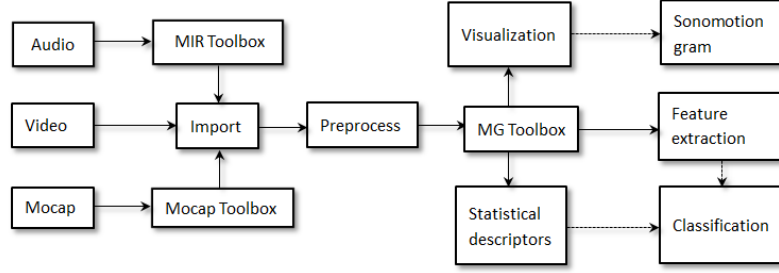 Audio
MIR Toolbox
Video
Import
Mocap
Mocap Toolbox
Preprocess
Visualization
Sonomotion
gram
MG Toolbox
Feature
extraction
Statistical
descriptors
Classification